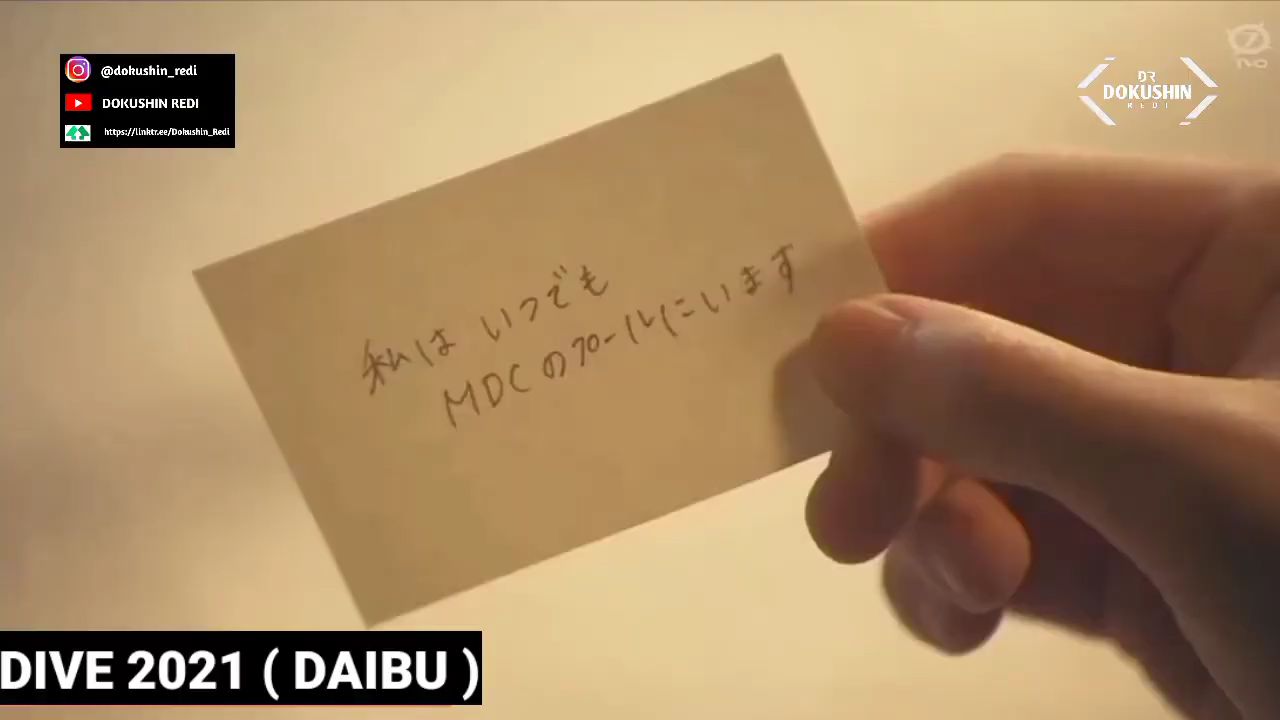 @dokushin_redi
DOKUSHIN REDI
https://linktr.ee/Dokushin_Redi
DR
DOKUSHIN
REDI
7
私は いつでも
MDCのプールにいます
DIVE 2021 ( DAIBU )